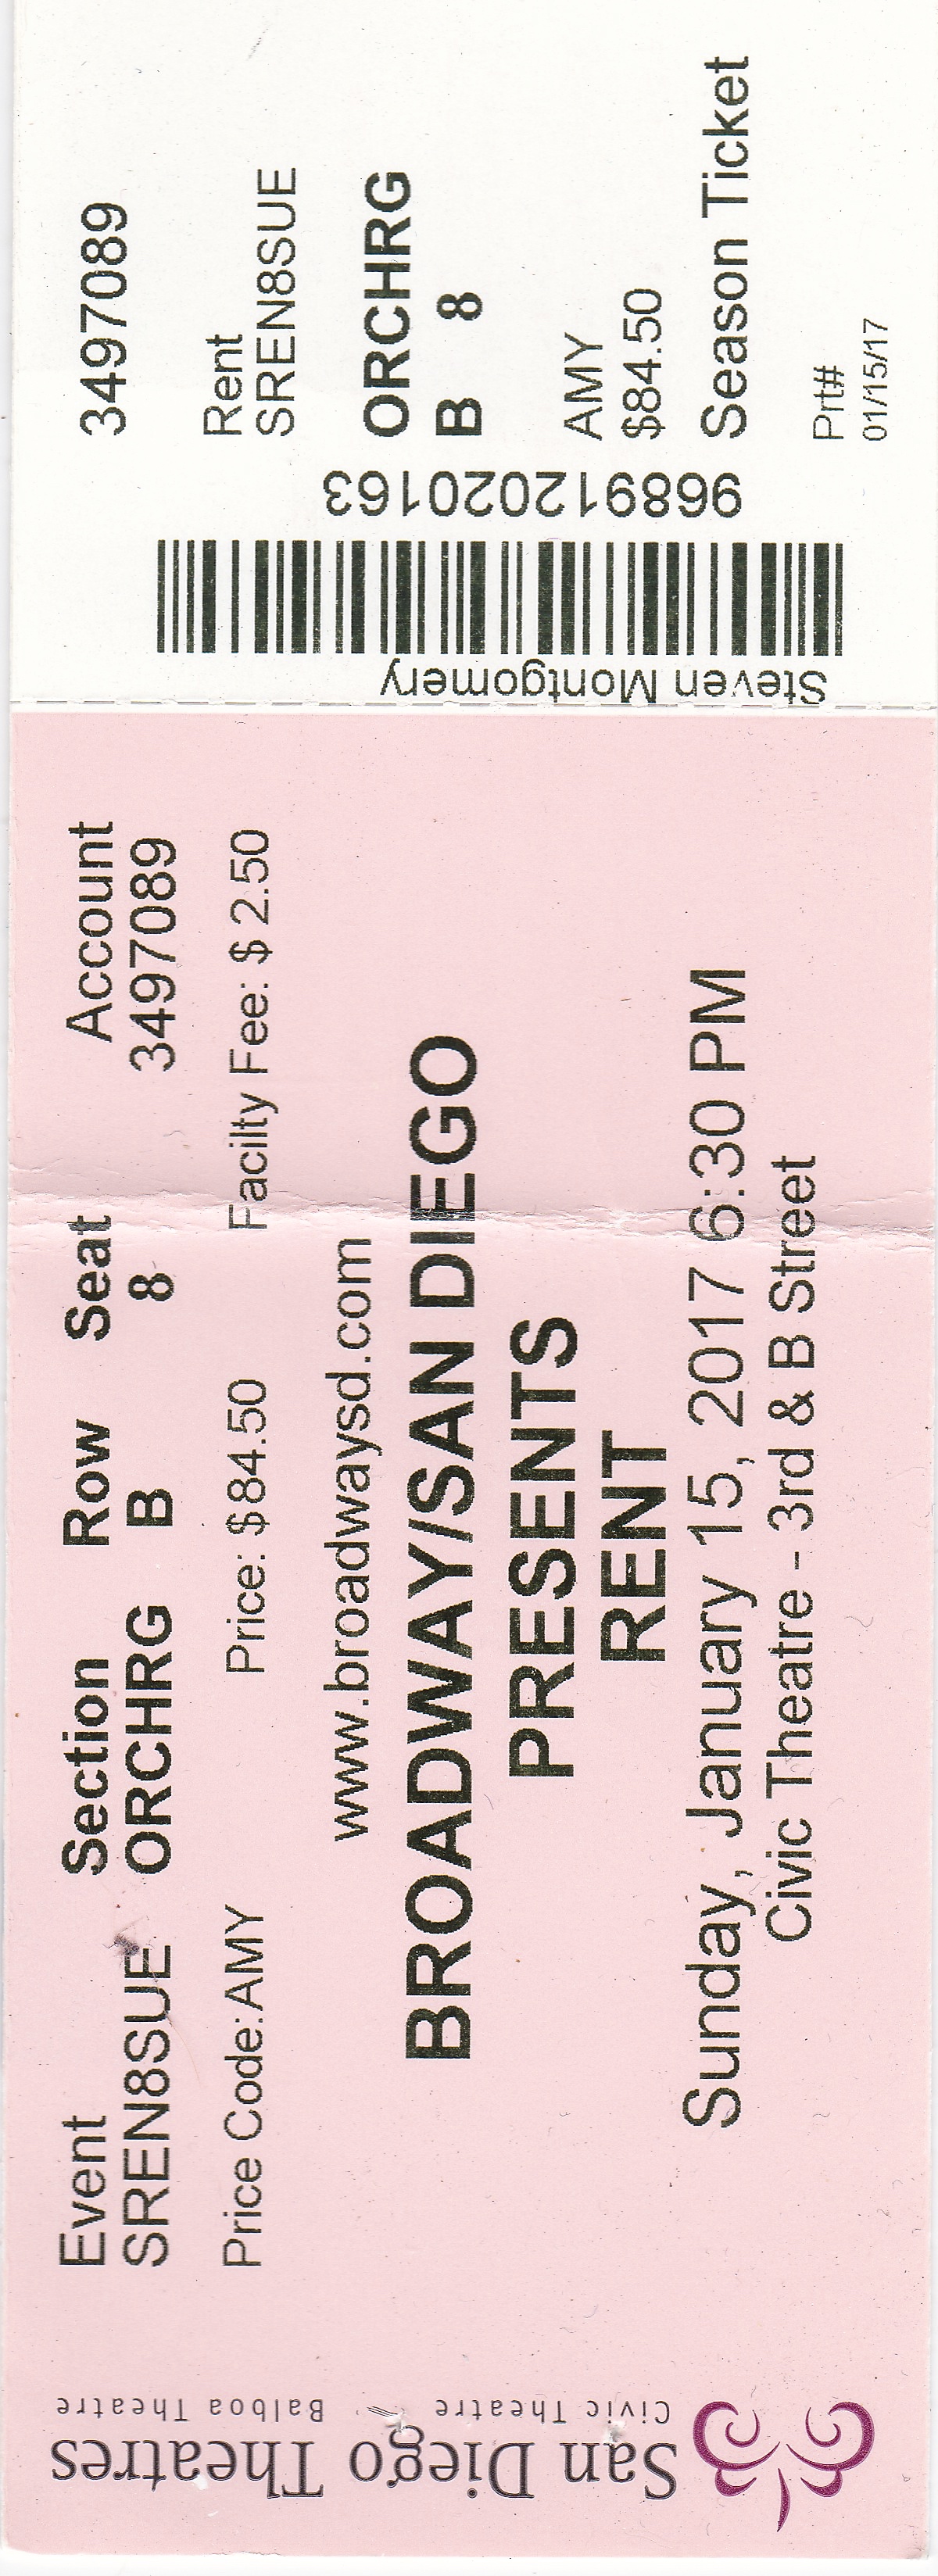 San Diego Theatres
Civic Theatre
Balboa Theatre
Event Section Row Seat Account
SREN8SUE ORCHRG B 8 3497089
Price Code:AMY Price: $84.50 Facilty Fee: $ 2.50
www.broadwaysd.com
BROADWAY/SAN DIEGO
PRESENTS
RENT
Sunday, January 15, 2017 6:30 PM
Civic Theatre - 3rd & B Street
Steven Montgomery
968912020163
3497089
Rent
SREN8SUE
ORCHRG
B 8
AMY
$84.50
Season Ticket
Prt#
01/15/17